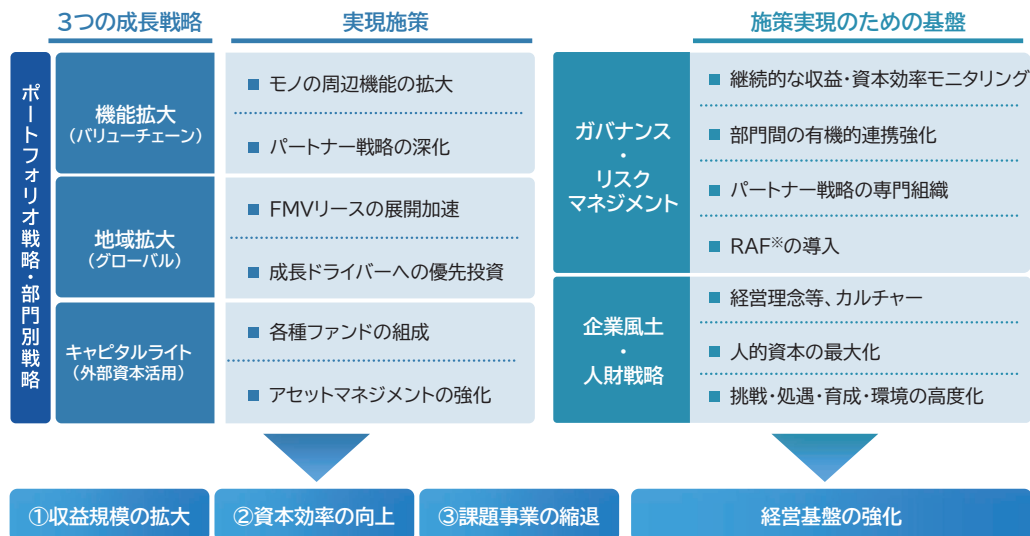 3つの成長戦略
実現施策
ポートフォリオ戦略・部門別戦略
機能拡大
(バリューチェーン)
モノの周辺機能の拡大
パートナー戦略の深化
地域拡大
(グローバル)
FMVリースの展開加速
成長ドライバーへの優先投資
キャピタルライト
(外部資本活用)
各種ファンドの組成
アセットマネジメントの強化
①収益規模の拡大
②資本効率の向上
③課題事業の縮退
施策実現のための基盤
ガバナンス
・
リスク
マネジメント
継続的な収益・資本効率モニタリング
部門間の有機的連携強化
パートナー戦略の専門組織
RAF※の導入
企業風土
・
人財戦略
経営理念等、カルチャー
人的資本の最大化
挑戦・処遇・育成・環境の高度化
経営基盤の強化